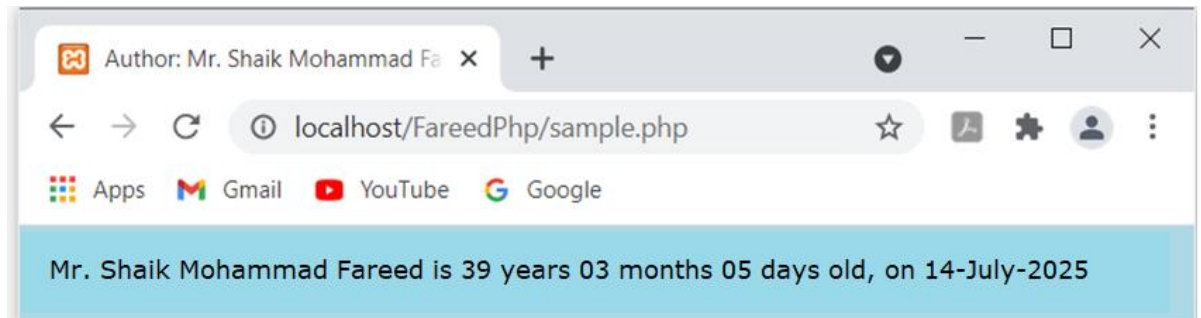 Author: Mr. Shaik Mohammad Fa
localhost/FareedPhp/sample.php
Apps Gmail YouTube Google
Mr. Shaik Mohammad Fareed is 39 years 03 months 05 days old, on 14-July-2025